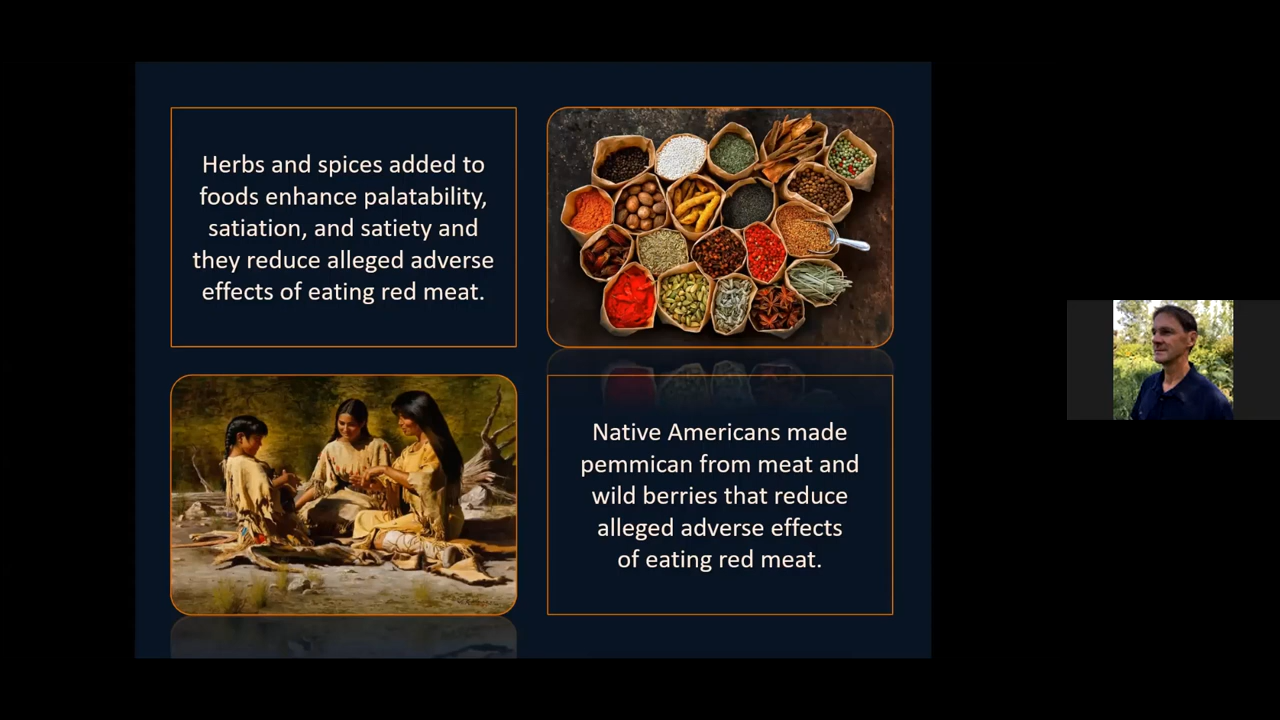 Herbs and spices added to
foods enhance palatability,
satiation, and satiety and
they reduce alleged adverse
effects of eating red meat.
Native Americans made
pemmican from meat and
wild berries that reduce
alleged adverse effects
of eating red meat.